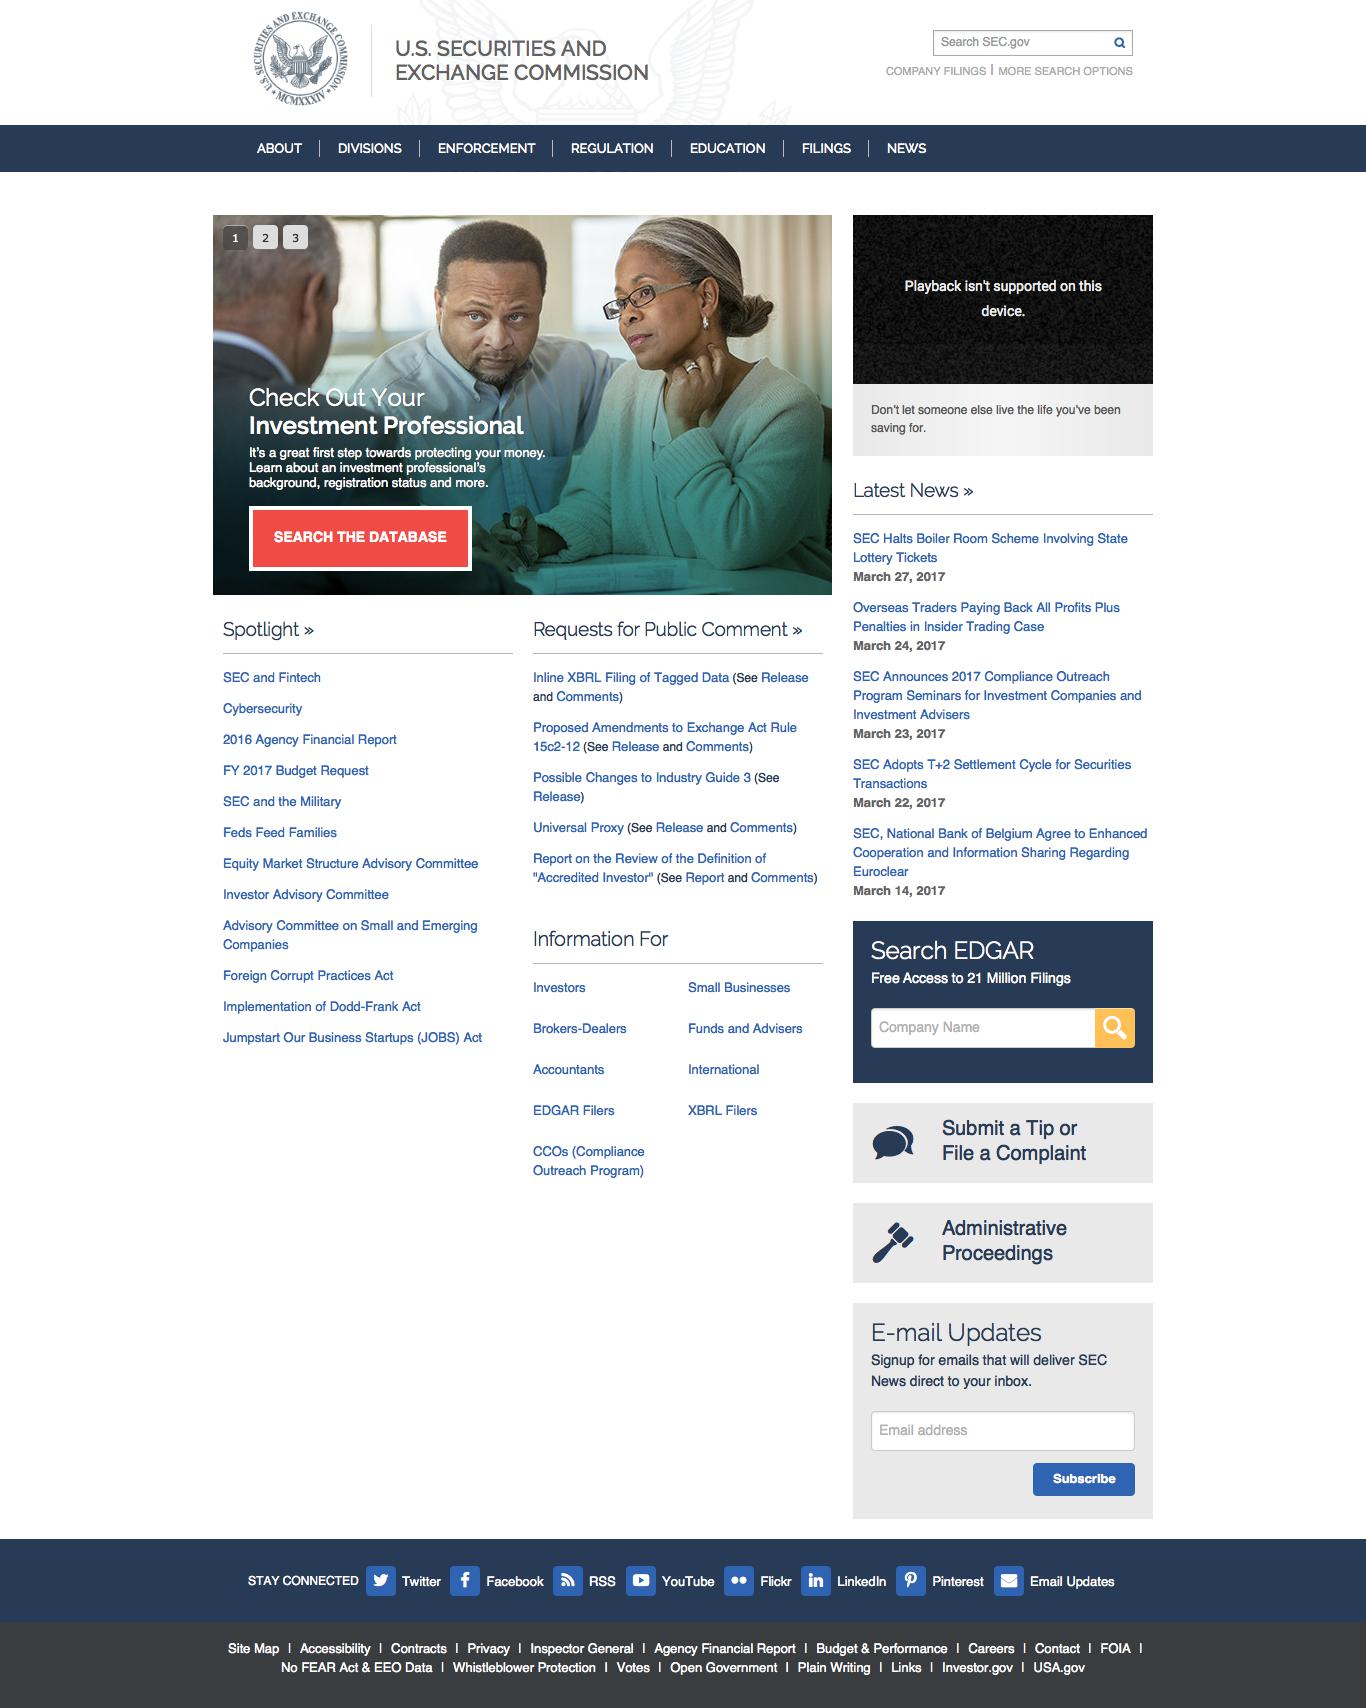 U.S. SECURITIES AND EXCHANGE COMMISSION
MCMXXXIV
U.S. SECURITIES AND
EXCHANGE COMMISSION
Search SEC.gov
COMPANY FILINGS | MORE SEARCH OPTIONS
ABOUT | DIVISIONS | ENFORCEMENT | REGULATION | EDUCATION | FILINGS | NEWS
1 2 3
Check Out Your
Investment Professional
It's a great first step towards protecting your money.
Learn about an investment professional's
background, registration status and more.
SEARCH THE DATABASE
Spotlight »
SEC and Fintech
Cybersecurity
2016 Agency Financial Report
FY 2017 Budget Request
SEC and the Military
Feds Feed Families
Equity Market Structure Advisory Committee
Investor Advisory Committee
Advisory Committee on Small and Emerging
Companies
Foreign Corrupt Practices Act
Implementation of Dodd-Frank Act
Jumpstart Our Business Startups (JOBS) Act
Requests for Public Comment »
Inline XBRL Filing of Tagged Data (See Release
and Comments)
Proposed Amendments to Exchange Act Rule
15c2-12 (See Release and Comments)
Possible Changes to Industry Guide 3 (See
Release)
Universal Proxy (See Release and Comments)
Report on the Review of the Definition of
"Accredited Investor" (See Report and Comments)
Information For
Investors
Small Businesses
Brokers-Dealers
Funds and Advisers
Accountants
International
EDGAR Filers
XBRL Filers
CCOs (Compliance
Outreach Program)
Playback isn't supported on this
device.
Don't let someone else live the life you've been
saving for.
Latest News »
SEC Halts Boiler Room Scheme Involving State
Lottery Tickets
March 27, 2017
Overseas Traders Paying Back All Profits Plus
Penalties in Insider Trading Case
March 24, 2017
SEC Announces 2017 Compliance Outreach
Program Seminars for Investment Companies and
Investment Advisers
March 23, 2017
SEC Adopts T+2 Settlement Cycle for Securities
Transactions
March 22, 2017
SEC, National Bank of Belgium Agree to Enhanced
Cooperation and Information Sharing Regarding
Euroclear
March 14, 2017
Search EDGAR
Free Access to 21 Million Filings
Company Name
Submit a Tip or
File a Complaint
Administrative
Proceedings
E-mail Updates
Signup for emails that will deliver SEC
News direct to your inbox.
Email address
Subscribe
STAY CONNECTED Twitter Facebook RSS YouTube Flickr LinkedIn Pinterest Email Updates
Site Map | Accessibility | Contracts | Privacy | Inspector General | Agency Financial Report | Budget & Performance | Careers | Contact | FOIA |
No FEAR Act & EEO Data | Whistleblower Protection | Votes | Open Government | Plain Writing | Links | Investor.gov | USA.gov